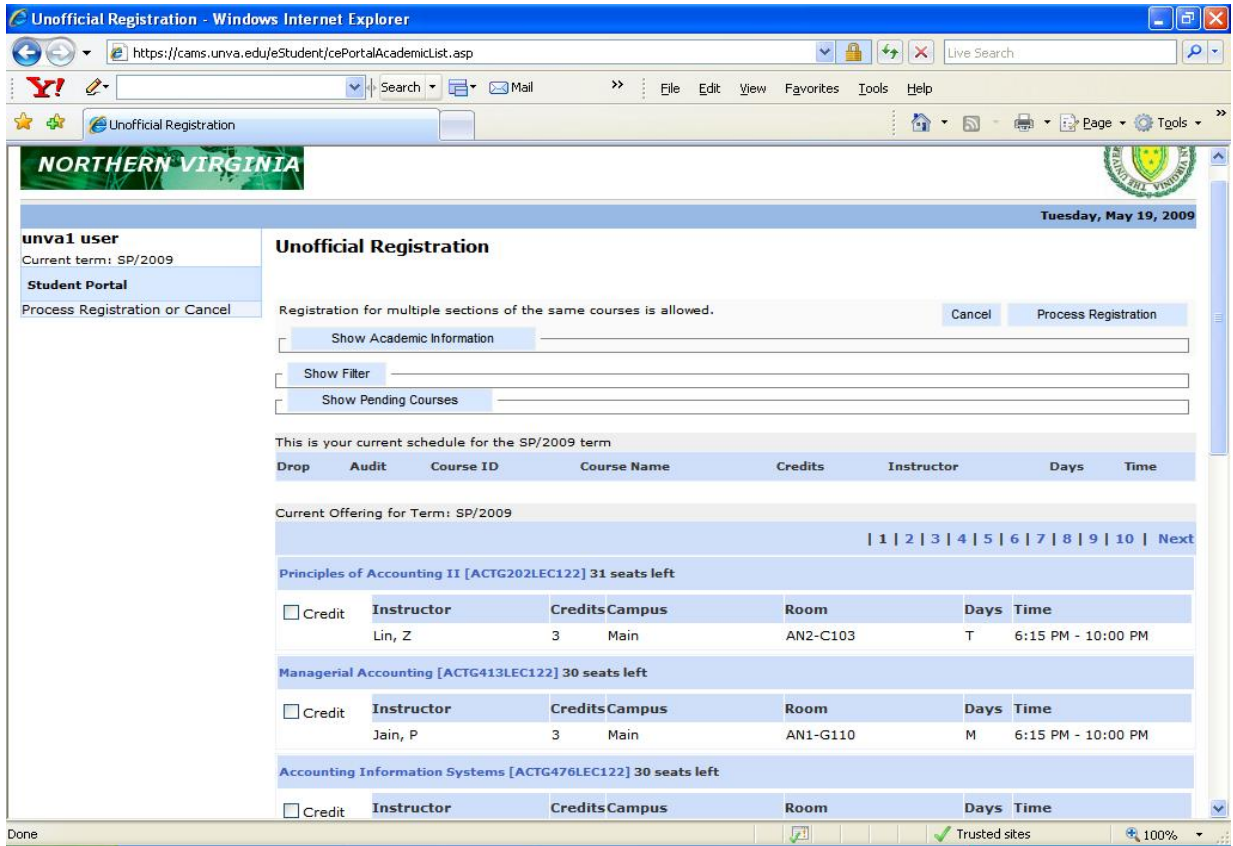 Unofficial Registration - Windows Internet Explorer
https://cams.unva.edu/eStudent/cePortalAcademicList.asp Live Search
Y! Search Mail >> File Edit View Favorites Tools Help
Unofficial Registration Page Tools >>
NORTHERN VIRGINIA
Tuesday, May 19, 2009
unva1 user
Current term: SP/2009
Student Portal
Process Registration or Cancel
Unofficial Registration
Registration for multiple sections of the same courses is allowed. Cancel Process Registration
Show Academic Information
Show Filter
Show Pending Courses
This is your current schedule for the SP/2009 term
Drop Audit Course ID Course Name Credits Instructor Days Time
Current Offering for Term: SP/2009
| 1 | 2 | 3 | 4 | 5 | 6 | 7 | 8 | 9 | 10 | Next
Principles of Accounting II [ACTG202LEC122] 31 seats left
Credit Instructor Credits Campus Room Days Time
Lin, Z 3 Main AN2-C103 T 6:15 PM - 10:00 PM
Managerial Accounting [ACTG413LEC122] 30 seats left
Credit Instructor Credits Campus Room Days Time
Jain, P 3 Main AN1-G110 M 6:15 PM - 10:00 PM
Accounting Information Systems [ACTG476LEC122] 30 seats left
Credit Instructor Credits Campus Room Days Time
Done Trusted sites 100%